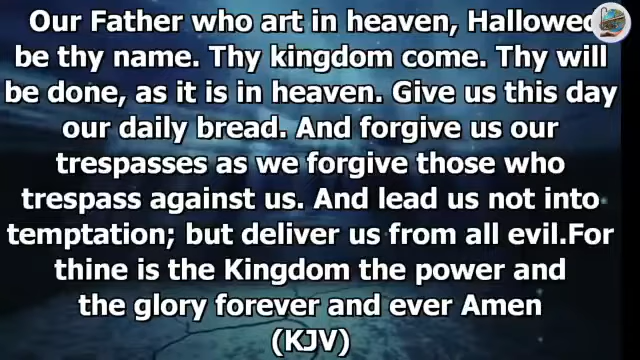 Our Father who art in heaven, Hallowed
be thy name. Thy kingdom come. Thy will
be done, as it is in heaven. Give us this day
our daily bread. And forgive us our
trespasses as we forgive those who
trespass against us. And lead us not into
temptation; but deliver us from all evil.For
thine is the Kingdom the power and
the glory forever and ever Amen
(KJV)